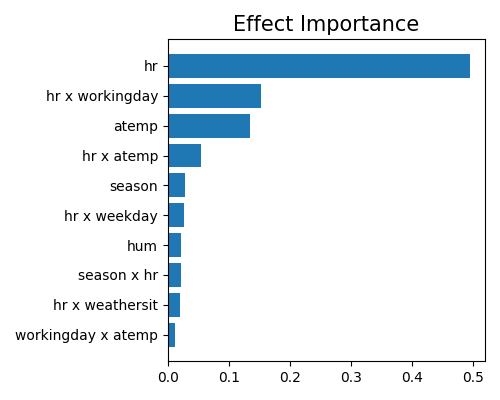 Effect Importance
hr
hr x workingday
atemp
hr x atemp
season
hr x weekday
hum
season x hr
hr x weathersit
workingday x atemp
0.0 0.1 0.2 0.3 0.4 0.5